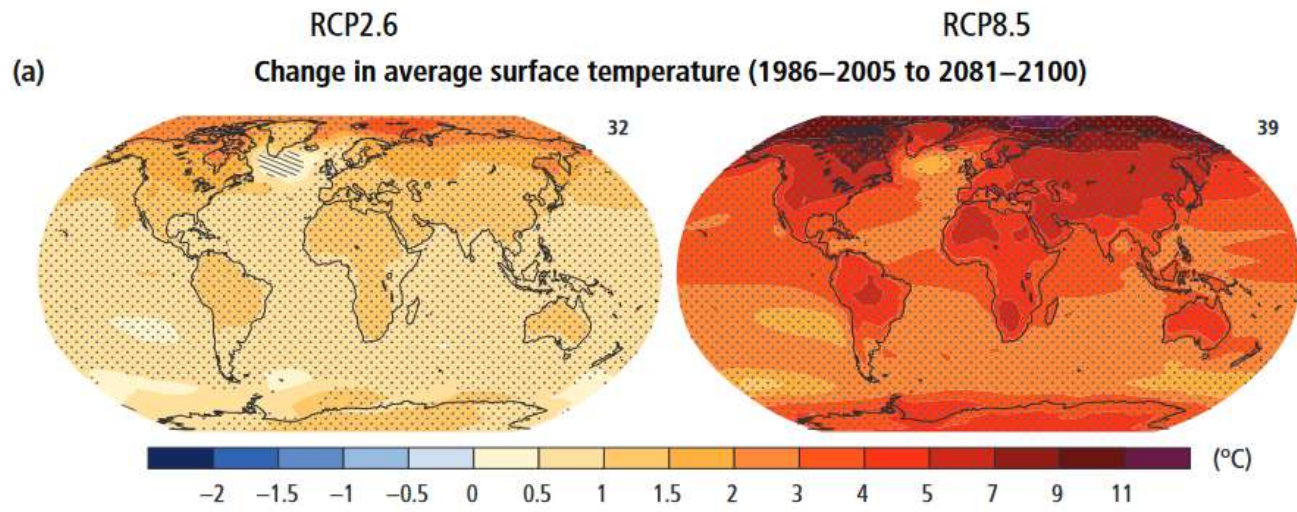 RCP2.6 RCP8.5
(a) Change in average surface temperature (1986–2005 to 2081–2100)
32 39
(°C)
−2 −1.5 −1 −0.5 0 0.5 1 1.5 2 3 4 5 7 9 11